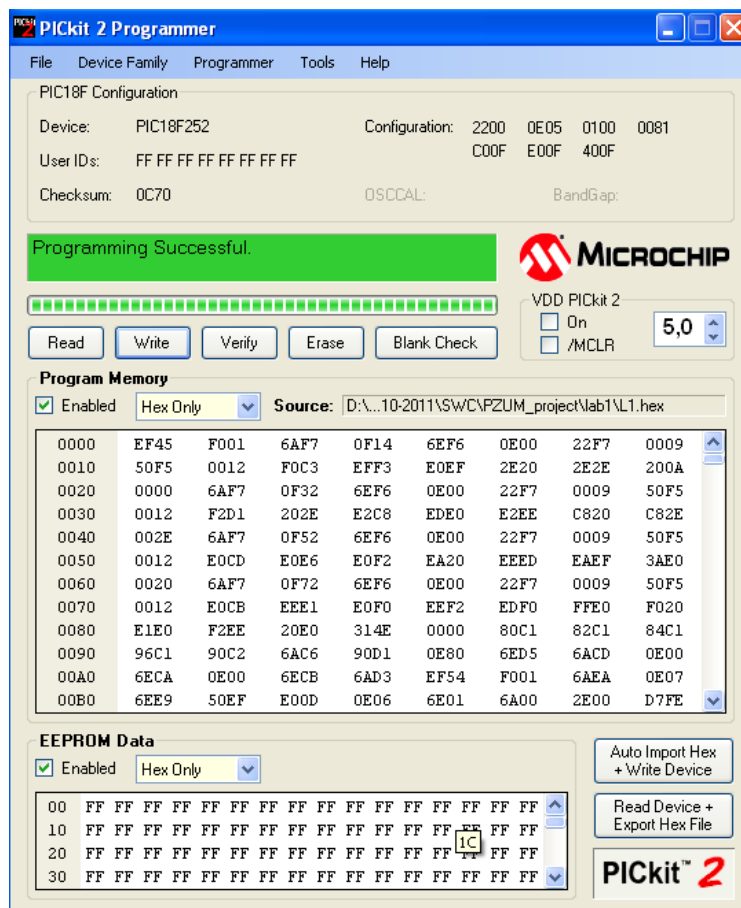 PICkit 2 Programmer
File Device Family Programmer Tools Help
PIC18F Configuration
Device: PIC18F252 Configuration: 2200 0E05 0100 0081
C00F E00F 400F
User IDs: FF FF FF FF FF FF FF FF
Checksum: 0C70 OSCCAL: BandGap:
Programming Successful.
MICROCHIP
VDD PICkit 2
On
/MCLR
5,0
Read Write Verify Erase Blank Check
Program Memory
Enabled Hex Only Source: D:\...10-2011\SWC\PZUM_project\lab1\L1.hex
0000 EF45 F001 6AF7 0F14 6EF6 0E00 22F7 0009
0010 50F5 0012 F0C3 EFF3 E0EF 2E20 2E2E 200A
0020 0000 6AF7 0F32 6EF6 0E00 22F7 0009 50F5
0030 0012 F2D1 202E E2C8 EDE0 E2EE C820 C82E
0040 002E 6AF7 0F52 6EF6 0E00 22F7 0009 50F5
0050 0012 E0CD E0E6 E0F2 EA20 EEED EAEF 3AE0
0060 0020 6AF7 0F72 6EF6 0E00 22F7 0009 50F5
0070 0012 E0CB EEE1 E0F0 EEF2 EDF0 FFE0 F020
0080 E1E0 F2EE 20E0 314E 0000 80C1 82C1 84C1
0090 96C1 90C2 6AC6 90D1 0E80 6ED5 6ACD 0E00
00A0 6ECA 0E00 6ECB 6AD3 EF54 F001 6AEA 0E07
00B0 6EE9 50EF E00D 0E06 6E01 6A00 2E00 D7FE
EEPROM Data
Enabled Hex Only
00 FF FF FF FF FF FF FF FF FF FF FF FF FF FF FF FF
10 FF FF FF FF FF FF FF FF FF FF FF FF FF FF FF FF
20 FF FF FF FF FF FF FF FF FF FF FF FF FF FF FF
30 FF FF FF FF FF FF FF FF FF FF FF FF FF FF FF FF
1C
Auto Import Hex
+ Write Device
Read Device +
Export Hex File
PICkit™ 2